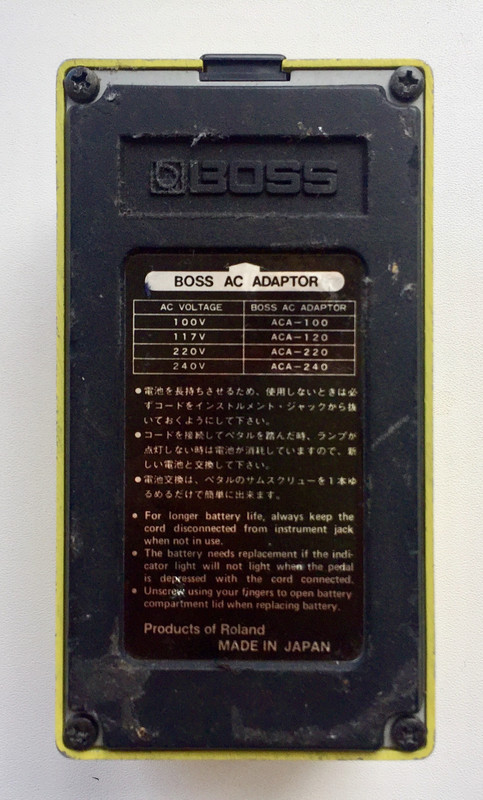 BOSS
BOSS AC ADAPTOR
AC VOLTAGE BOSS AC ADAPTOR
100V ACA-100
117V ACA-120
220V ACA-220
240V ACA-240
●電池を長持ちさせるため、使用しないときは必
ずコードをインストルメント・ジャックから抜
いておくようにして下さい。
●コードを接続してペタルを踏んだ時、ランプが
点灯しない時は電池が消耗していますので、新
しい電池と交換して下さい。
●電池交換は、ペタルのサムスクリューを1本ゆ
るめるだけで簡単に出来ます。
● For longer battery life, always keep the
cord disconnected from instrument jack
when not in use.
● The battery needs replacement if the indi-
cator light will not light when the pedal
is depressed with the cord connected.
● Unscrew using your fingers to open battery
compartment lid when replacing battery.
Products of Roland
MADE IN JAPAN